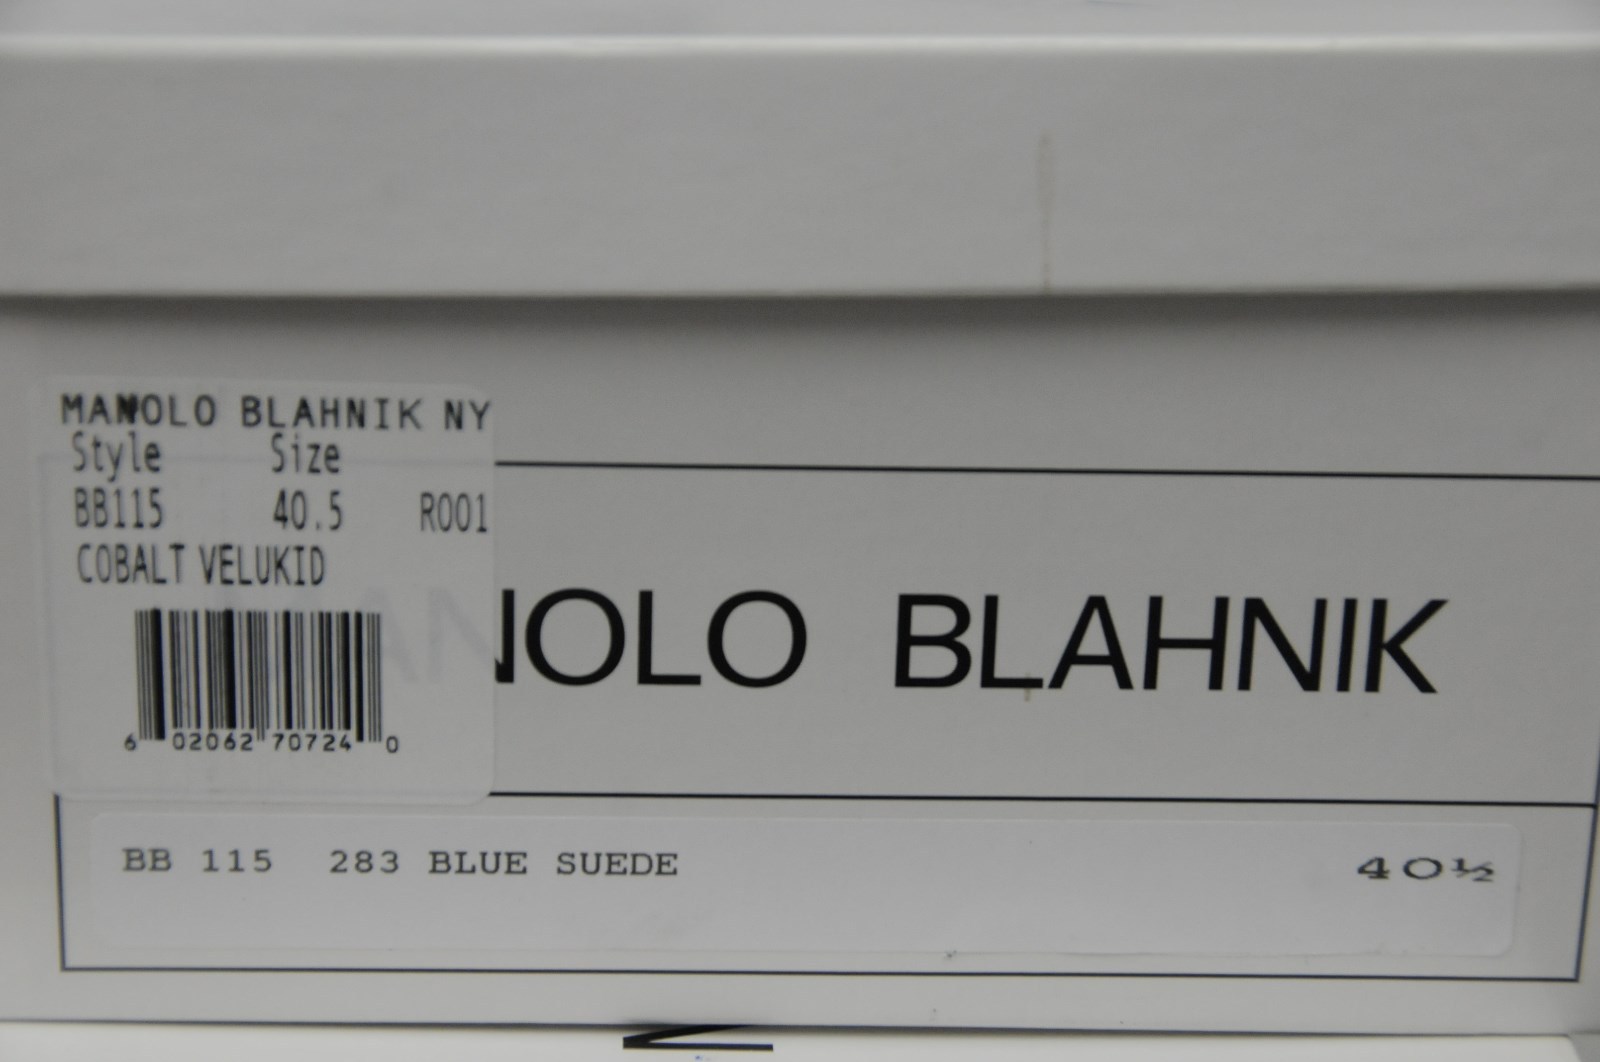 MANOLO BLAHNIK NY
Style Size
BB115 40.5 R001
COBALT VELUKID
6 02062 70724 0
MANOLO BLAHNIK
BB 115 283 BLUE SUEDE 40½